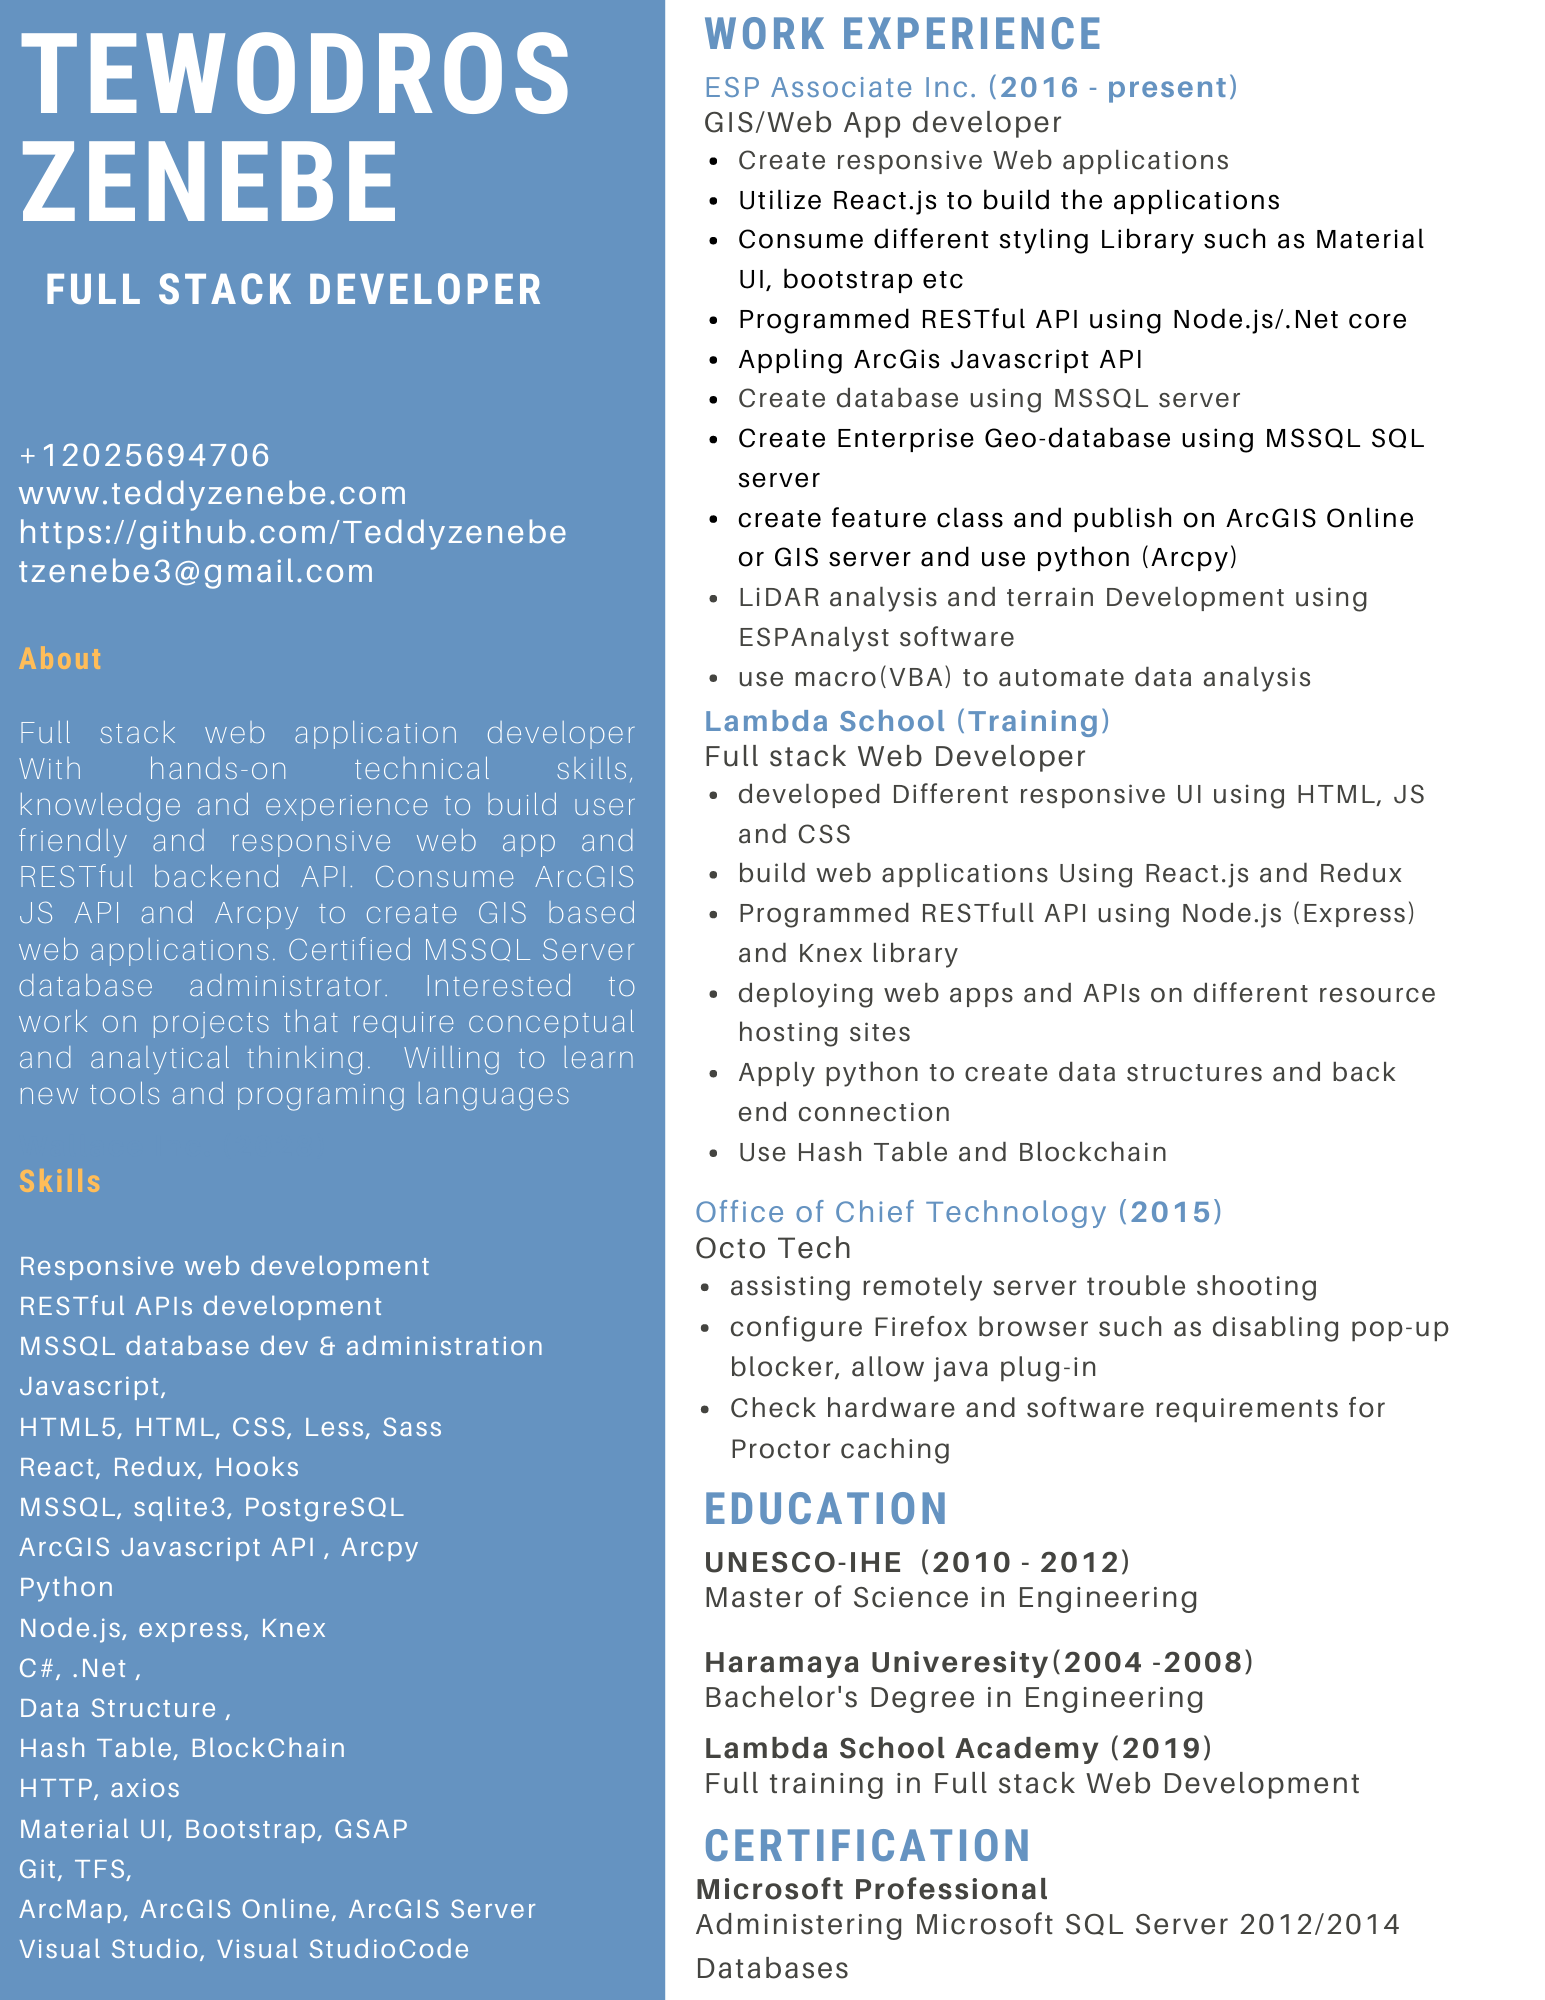 TEWODROS
ZENEBE
FULL STACK DEVELOPER
+12025694706
www.teddyzenebe.com
https://github.com/Teddyzenebe
tzenebe3@gmail.com
About
Full stack web application developer
With hands-on technical skills,
knowledge and experience to build user
friendly and responsive web app and
RESTful backend API. Consume ArcGIS
JS API and Arcpy to create GIS based
web applications. Certified MSSQL Server
database administrator. Interested to
work on projects that require conceptual
and analytical thinking. Willing to learn
new tools and programing languages
Skills
Responsive web development
RESTful APIs development
MSSQL database dev & administration
Javascript,
HTML5, HTML, CSS, Less, Sass
React, Redux, Hooks
MSSQL, sqlite3, PostgreSQL
ArcGIS Javascript API , Arcpy
Python
Node.js, express, Knex
C#, .Net ,
Data Structure ,
Hash Table, BlockChain
HTTP, axios
Material UI, Bootstrap, GSAP
Git, TFS,
ArcMap, ArcGIS Online, ArcGIS Server
Visual Studio, Visual StudioCode
WORK EXPERIENCE
ESP Associate Inc. (2016 - present)
GIS/Web App developer
• Create responsive Web applications
• Utilize React.js to build the applications
• Consume different styling Library such as Material
UI, bootstrap etc
• Programmed RESTful API using Node.js/.Net core
• Appling ArcGis Javascript API
• Create database using MSSQL server
• Create Enterprise Geo-database using MSSQL SQL
server
• create feature class and publish on ArcGIS Online
or GIS server and use python (Arcpy)
• LiDAR analysis and terrain Development using
ESPAnalyst software
• use macro(VBA) to automate data analysis
Lambda School (Training)
Full stack Web Developer
• developed Different responsive UI using HTML, JS
and CSS
• build web applications Using React.js and Redux
• Programmed RESTfull API using Node.js (Express)
and Knex library
• deploying web apps and APIs on different resource
hosting sites
• Apply python to create data structures and back
end connection
• Use Hash Table and Blockchain
Office of Chief Technology (2015)
Octo Tech
• assisting remotely server trouble shooting
• configure Firefox browser such as disabling pop-up
blocker, allow java plug-in
• Check hardware and software requirements for
Proctor caching
EDUCATION
UNESCO-IHE (2010 - 2012)
Master of Science in Engineering
Haramaya Univeresity(2004 -2008)
Bachelor's Degree in Engineering
Lambda School Academy (2019)
Full training in Full stack Web Development
CERTIFICATION
Microsoft Professional
Administering Microsoft SQL Server 2012/2014
Databases